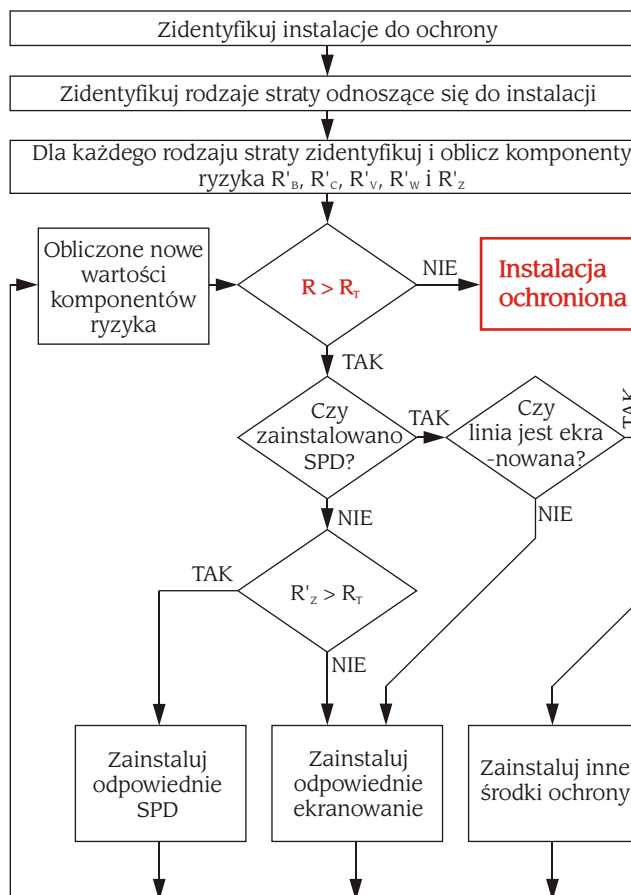 Zidentyfikuj instalacje do ochrony
Zidentyfikuj rodzaje straty odnoszące się do instalacji
Dla każdego rodzaju straty zidentyfikuj i oblicz komponenty
ryzyka R'B, R'C, R'V, R'W i R'Z
Obliczone nowe
wartości
komponentów
ryzyka
R > RT
NIE
Instalacja
ochroniona
TAK
Czy
zainstalowano
SPD?
TAK
Czy
linia jest ekra
-nowana?
TAK
NIE
NIE
TAK
R'Z > RT
NIE
Zainstaluj
odpowiednie
SPD
Zainstaluj
odpowiednie
ekranowanie
Zainstaluj inne
środki ochrony